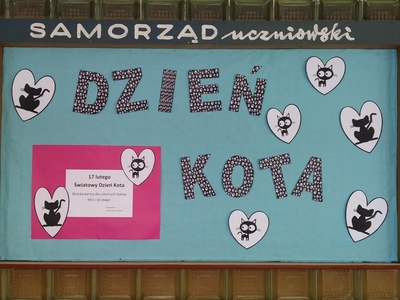 SAMORZĄD uczniowski
DZIEŃ
KOTA
17 lutego
Światowy Dzień Kota